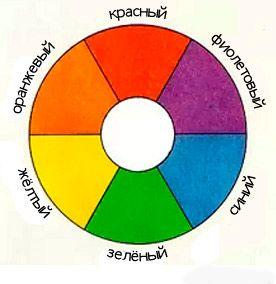 красный
фиолетовый
синий
зелёный
жёлтый
оранжевый